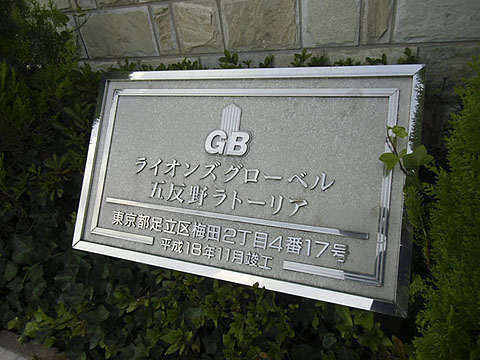 GB
ライオンズグローベル
五反野ラトーリア
東京都足立区梅田2丁目4番17号
平成18年11月竣工